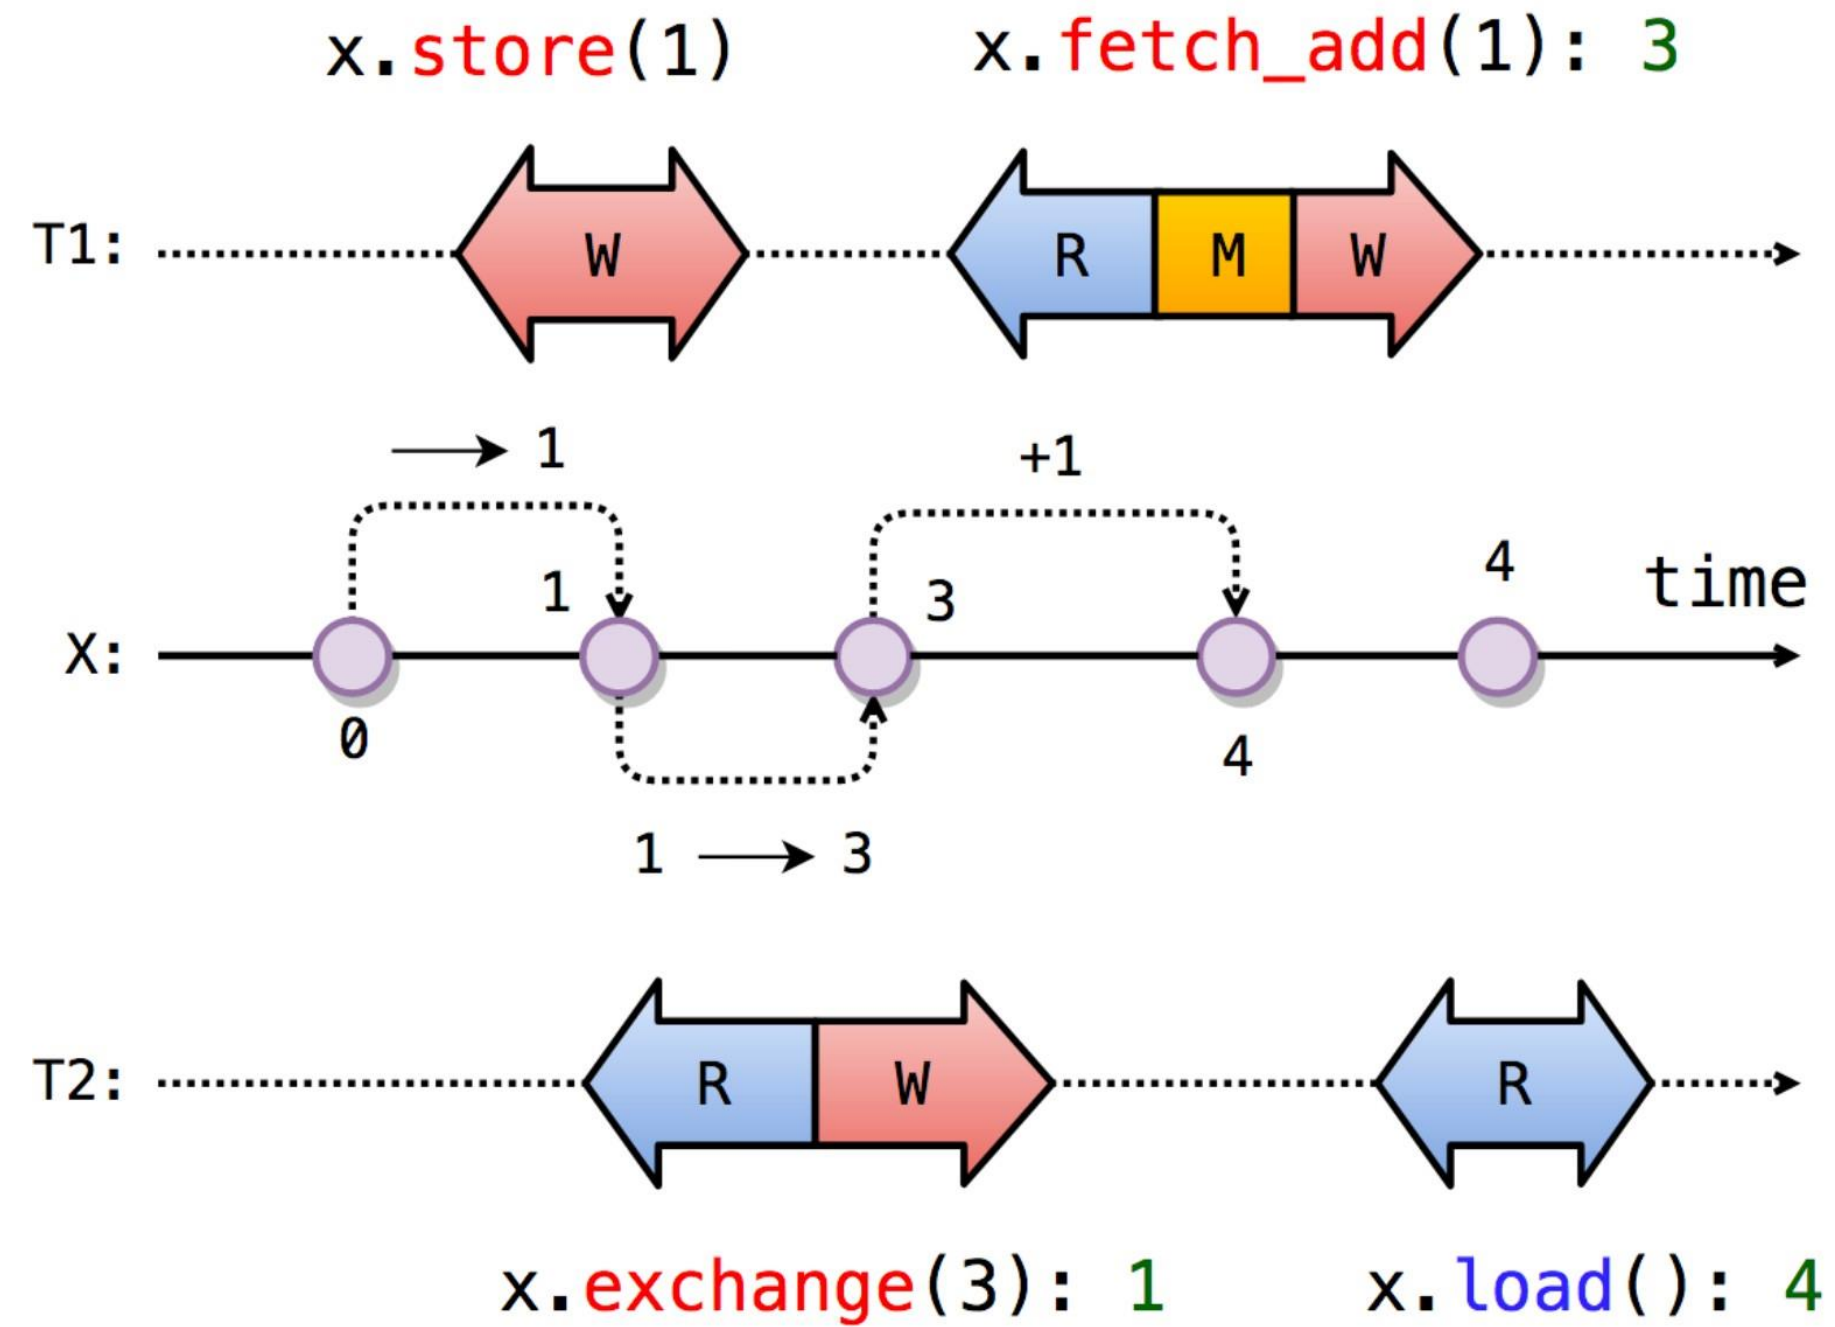 x.store(1) x.fetch_add(1): 3
T1: W R M W
→ 1 +1
1 3 4 time
X:
0 4
1 → 3
T2: R W R
x.exchange(3): 1 x.load(): 4